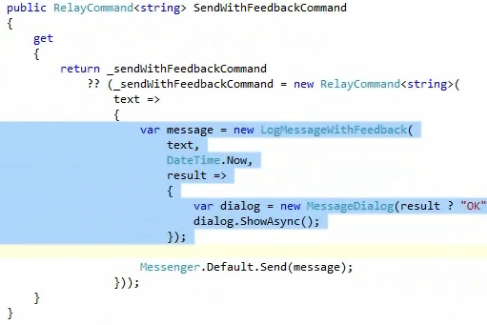 public RelayCommand<string> SendWithFeedbackCommand
{
get
{
return _sendWithFeedbackCommand
?? (_sendWithFeedbackCommand = new RelayCommand<string>(
text =>
{
var message = new LogMessageWithFeedback(
text,
DateTime.Now,
result =>
{
var dialog = new MessageDialog(result ? "OK"
dialog.ShowAsync();
});
Messenger.Default.Send(message);
}));
}
}